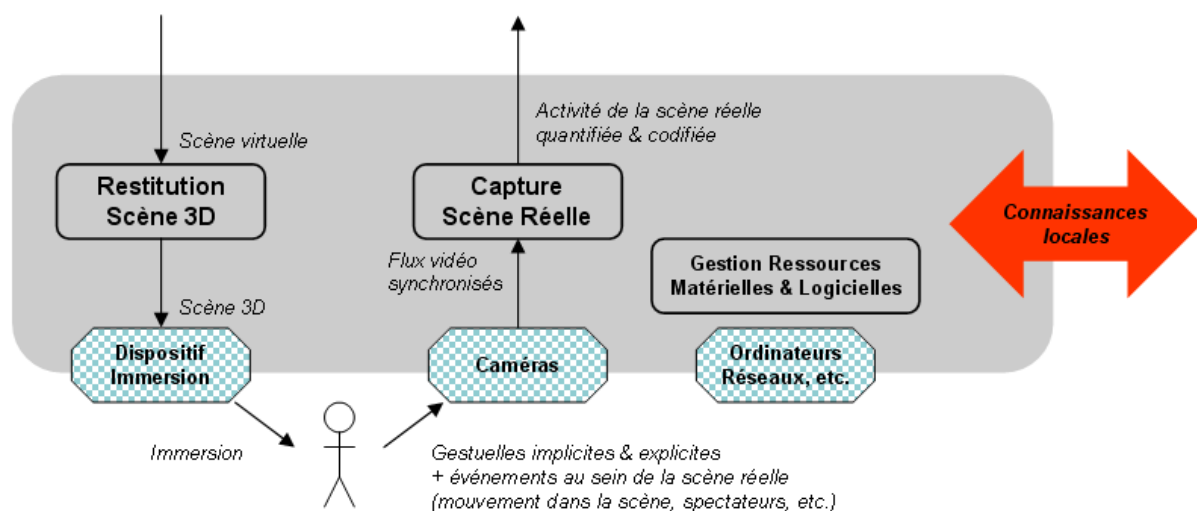 Scène virtuelle
Restitution
Scène 3D
Scène 3D
Dispositif
Immersion
Immersion
Activité de la scène réelle
quantifiée & codifiée
Capture
Scène Réelle
Flux vidéo
synchronisés
Caméras
Gestuelles implicites & explicites
+ événements au sein de la scène réelle
(mouvement dans la scène, spectateurs, etc.)
Gestion Ressources
Matérielles & Logicielles
Ordinateurs
Réseaux, etc.
Connaissances
locales